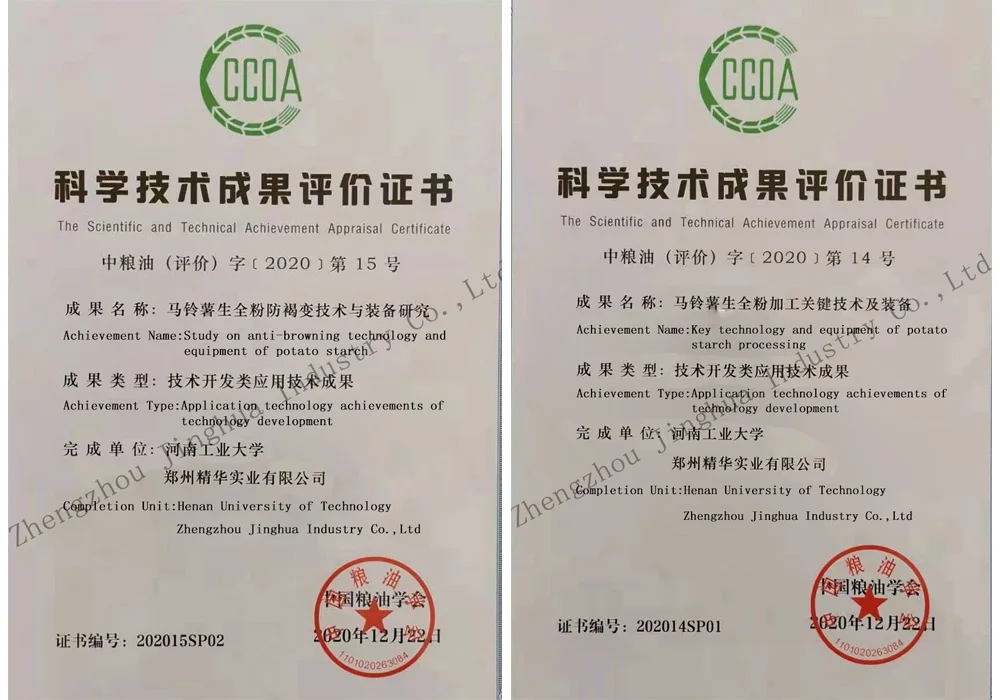 CCOA
科学技术成果评价证书
The Scientific and Technical Achievement Appraisal Certificate
中粮油（评价）字〔2020〕第 15 号
成果名称：马铃薯生全粉防褐变技术与装备研究
Achievement Name:Study on anti-browning technology and
equipment of potato starch
成果类型：技术开发类应用技术成果
Achievement Type:Application technology achievements of
technology development
完成单位：河南工业大学
郑州精华实业有限公司
Completion Unit:Henan University of Technology
Zhengzhou Jinghua Industry Co.,Ltd
中国粮油学会
2020年12月22日
证书编号：202015SP02
1101020263084
Zhengzhou Jinghua Industry Co.,Ltd
CCOA
科学技术成果评价证书
The Scientific and Technical Achievement Appraisal Certificate
中粮油（评价）字〔2020〕第 14 号
成果名称：马铃薯生全粉加工关键技术及装备
Achievement Name:Key technology and equipment of potato
starch processing
成果类型：技术开发类应用技术成果
Achievement Type:Application technology achievements of
technology development
完成单位：河南工业大学
郑州精华实业有限公司
Completion Unit:Henan University of Technology
Zhengzhou Jinghua Industry Co.,Ltd
中国粮油学会
2020年12月22日
证书编号：202014SP01
1101020263084
Zhengzhou Jinghua Industry Co.,Ltd